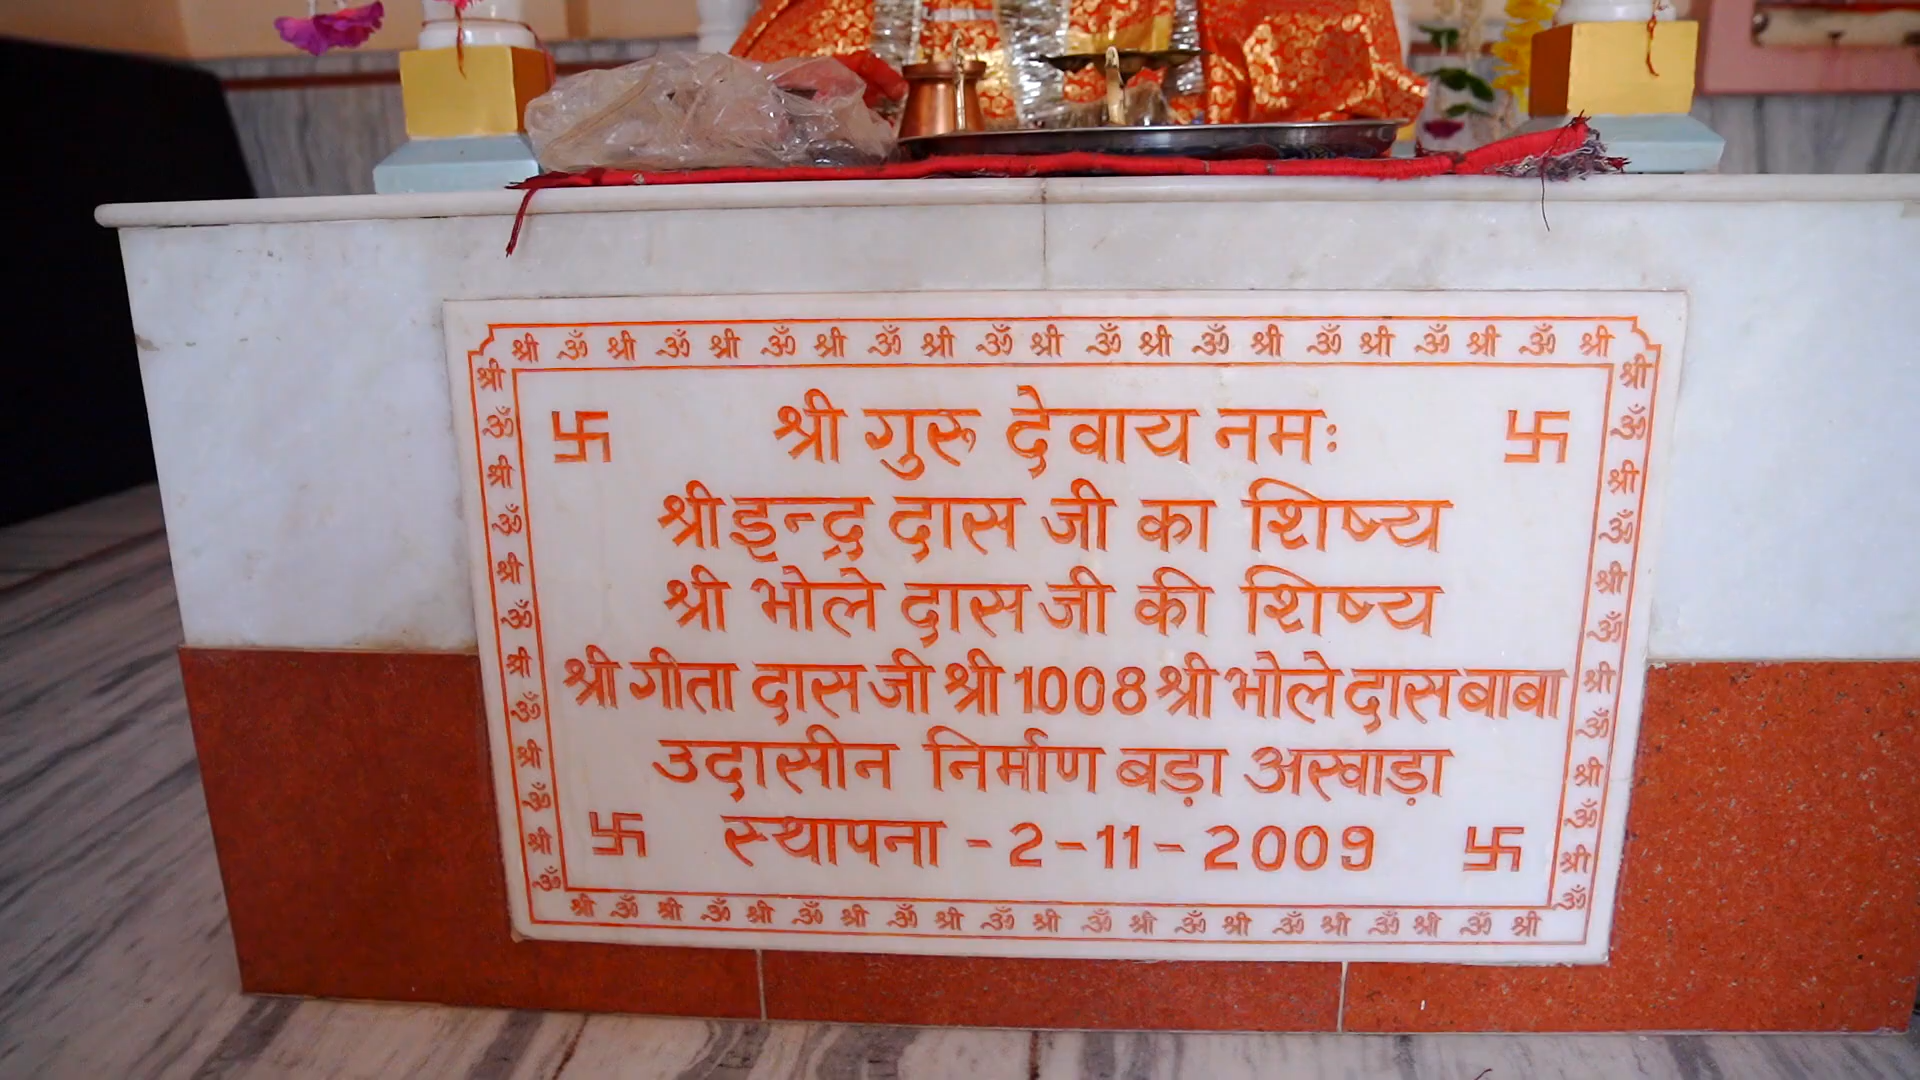 श्री ॐ श्री ॐ श्री ॐ श्री ॐ श्री ॐ श्री ॐ श्री ॐ श्री ॐ श्री ॐ श्री ॐ श्री
श्री गुरू देवाय नमः
श्री इन्द्र दास जी का शिष्य
श्री भोले दास जी की शिष्य
श्री गीता दास जी श्री 1008 श्री भोले दास बाबा
उदासीन निर्माण बड़ा अखाड़ा
स्थापना - 2-11-2009
श्री ॐ श्री ॐ श्री ॐ श्री ॐ श्री ॐ श्री ॐ श्री ॐ श्री ॐ श्री ॐ श्री ॐ श्री
श्री ॐ श्री ॐ श्री ॐ श्री ॐ श्री ॐ श्री ॐ
श्री ॐ श्री ॐ श्री ॐ श्री ॐ श्री ॐ श्री ॐ